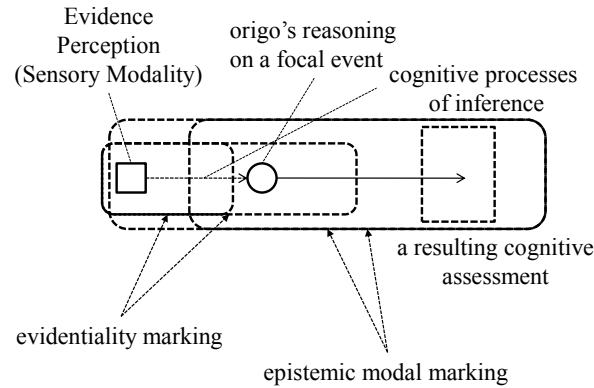 Evidence
Perception
(Sensory Modality)
origo's reasoning
on a focal event
cognitive processes
of inference
a resulting cognitive
assessment
evidentiality marking
epistemic modal marking